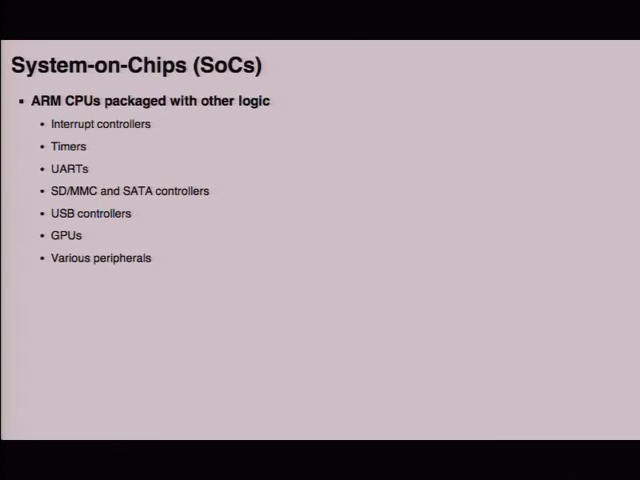 System-on-Chips (SoCs)
▪ ARM CPUs packaged with other logic
• Interrupt controllers
• Timers
• UARTs
• SD/MMC and SATA controllers
• USB controllers
• GPUs
• Various peripherals